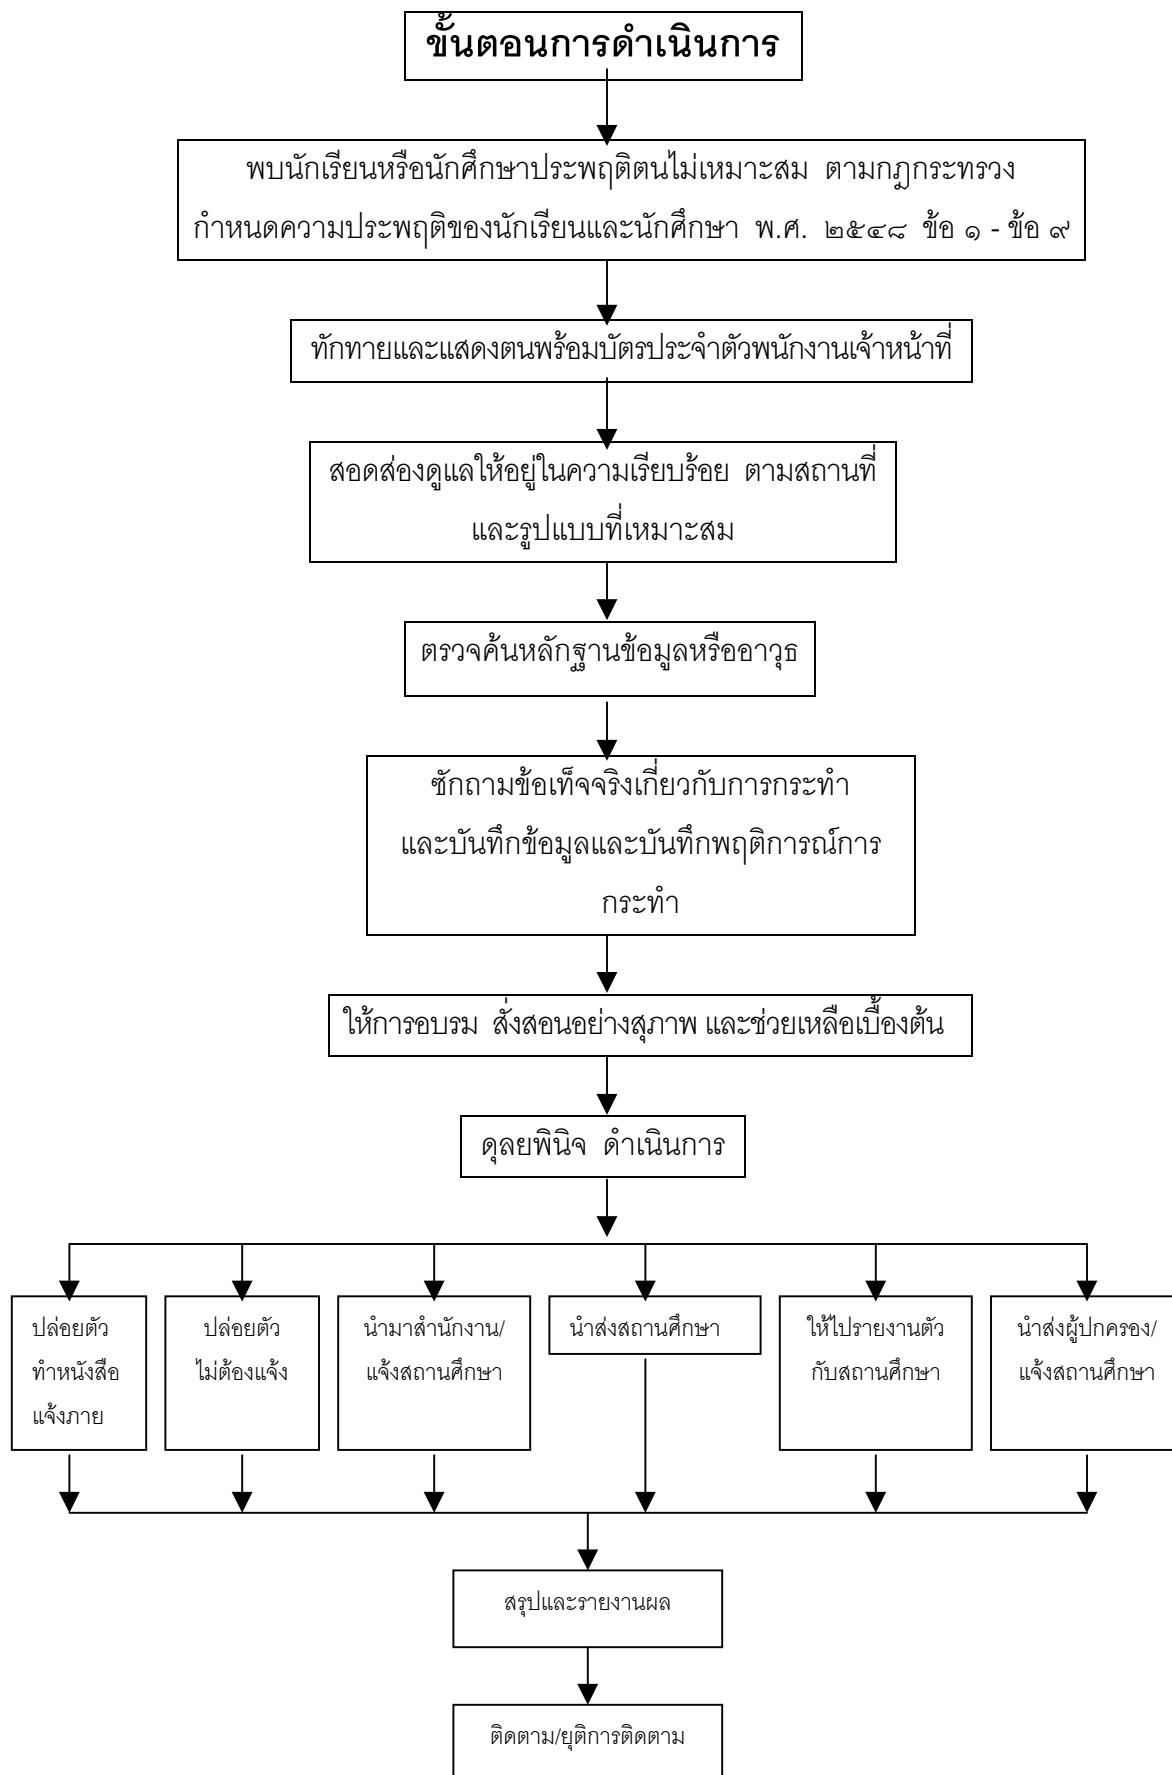 ขั้นตอนการดำเนินการ
พบนักเรียนหรือนักศึกษาประพฤติตนไม่เหมาะสม ตามกฎกระทรวง
กำหนดความประพฤติของนักเรียนและนักศึกษา พ.ศ. ๒๕๔๘ ข้อ ๑ - ข้อ ๙
ทักทายและแสดงตนพร้อมบัตรประจำตัวพนักงานเจ้าหน้าที่
สอดส่องดูแลให้อยู่ในความเรียบร้อย ตามสถานที่
และรูปแบบที่เหมาะสม
ตรวจค้นหลักฐานข้อมูลหรืออาวุธ
ซักถามข้อเท็จจริงเกี่ยวกับการกระทำ
และบันทึกข้อมูลและบันทึกพฤติการณ์การ
กระทำ
ให้การอบรม สั่งสอนอย่างสุภาพ และช่วยเหลือเบื้องต้น
ดุลยพินิจ ดำเนินการ
ปล่อยตัว
ทำหนังสือ
แจ้งภาย
ปล่อยตัว
ไม่ต้องแจ้ง
นำมาสำนักงาน/
แจ้งสถานศึกษา
นำส่งสถานศึกษา
ให้ไปรายงานตัว
กับสถานศึกษา
นำส่งผู้ปกครอง/
แจ้งสถานศึกษา
สรุปและรายงานผล
ติดตาม/ยุติการติดตาม